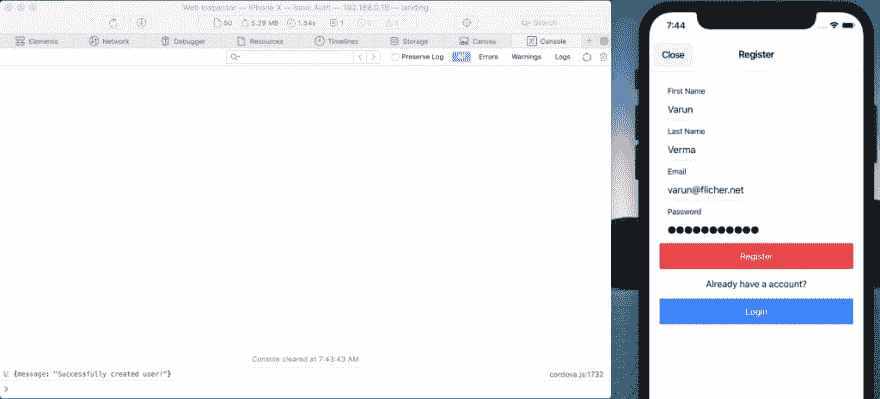 Web Inspector — iPhone X — Ionic Auth — 192.168.0.15 — landing
50 5.29 MB 1.94s 1 0 0 Search
Elements Network Debugger Resources Timelines Storage Canvas Console
Preserve Log Errors Warnings Logs
Console cleared at 7:43:43 AM
{message: "Successfully created user!"}
cordova.js:1732
7:44
Close
Register
First Name
Varun
Last Name
Verma
Email
varun@flicher.net
Password
Register
Already have a account?
Login